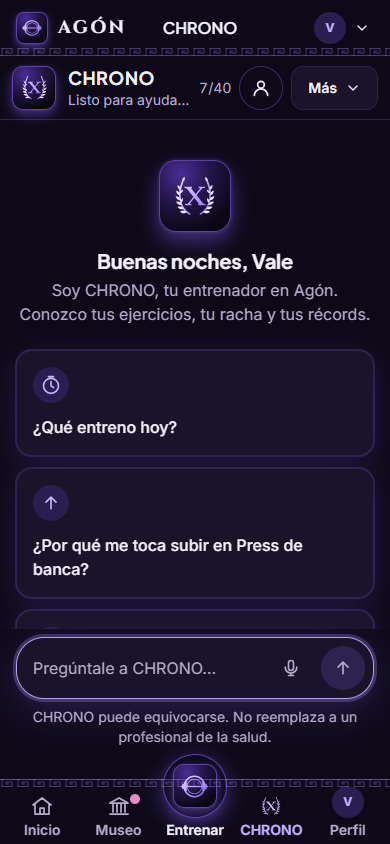 AGÓN
CHRONO
V
CHRONO
Listo para ayuda...
7/40
Más
X
Buenas noches, Vale
Soy CHRONO, tu entrenador en Agón.
Conozco tus ejercicios, tu racha y tus récords.
¿Qué entreno hoy?
¿Por qué me toca subir en Press de
banca?
Pregúntale a CHRONO...
CHRONO puede equivocarse. No reemplaza a un
profesional de la salud.
Inicio
Museo
Entrenar
CHRONO
V
Perfil